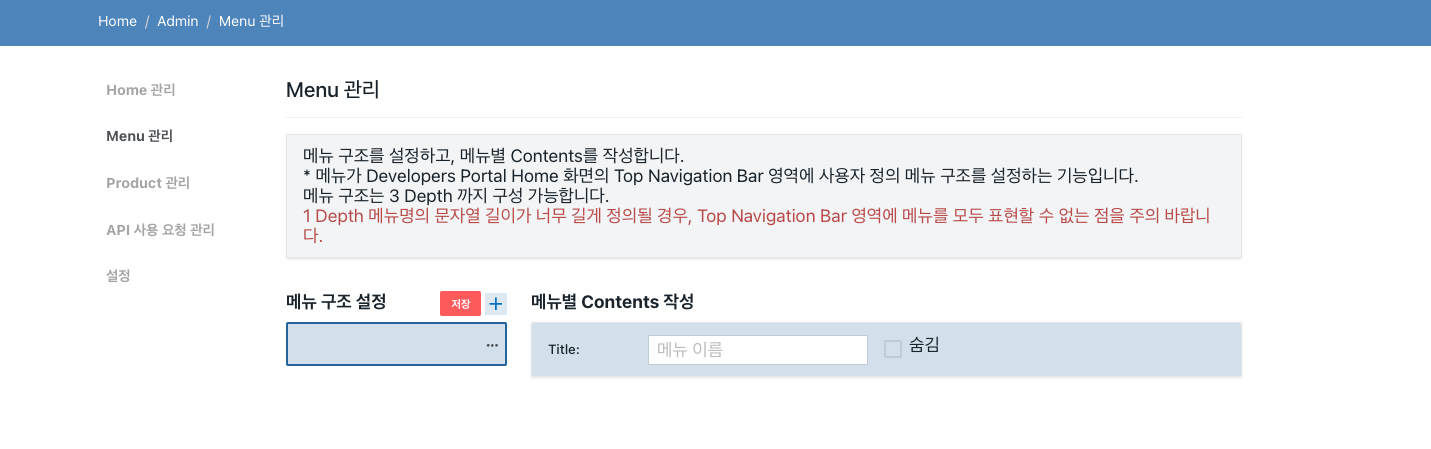 Home / Admin / Menu 관리
Home 관리
Menu 관리
Product 관리
API 사용 요청 관리
설정
Menu 관리
메뉴 구조를 설정하고, 메뉴별 Contents를 작성합니다.
* 메뉴가 Developers Portal Home 화면의 Top Navigation Bar 영역에 사용자 정의 메뉴 구조를 설정하는 기능입니다.
메뉴 구조는 3 Depth 까지 구성 가능합니다.
1 Depth 메뉴명의 문자열 길이가 너무 길게 정의될 경우, Top Navigation Bar 영역에 메뉴를 모두 표현할 수 없는 점을 주의 바랍니
다.
메뉴 구조 설정 저장 +
...
메뉴별 Contents 작성
Title: 메뉴 이름 숨김